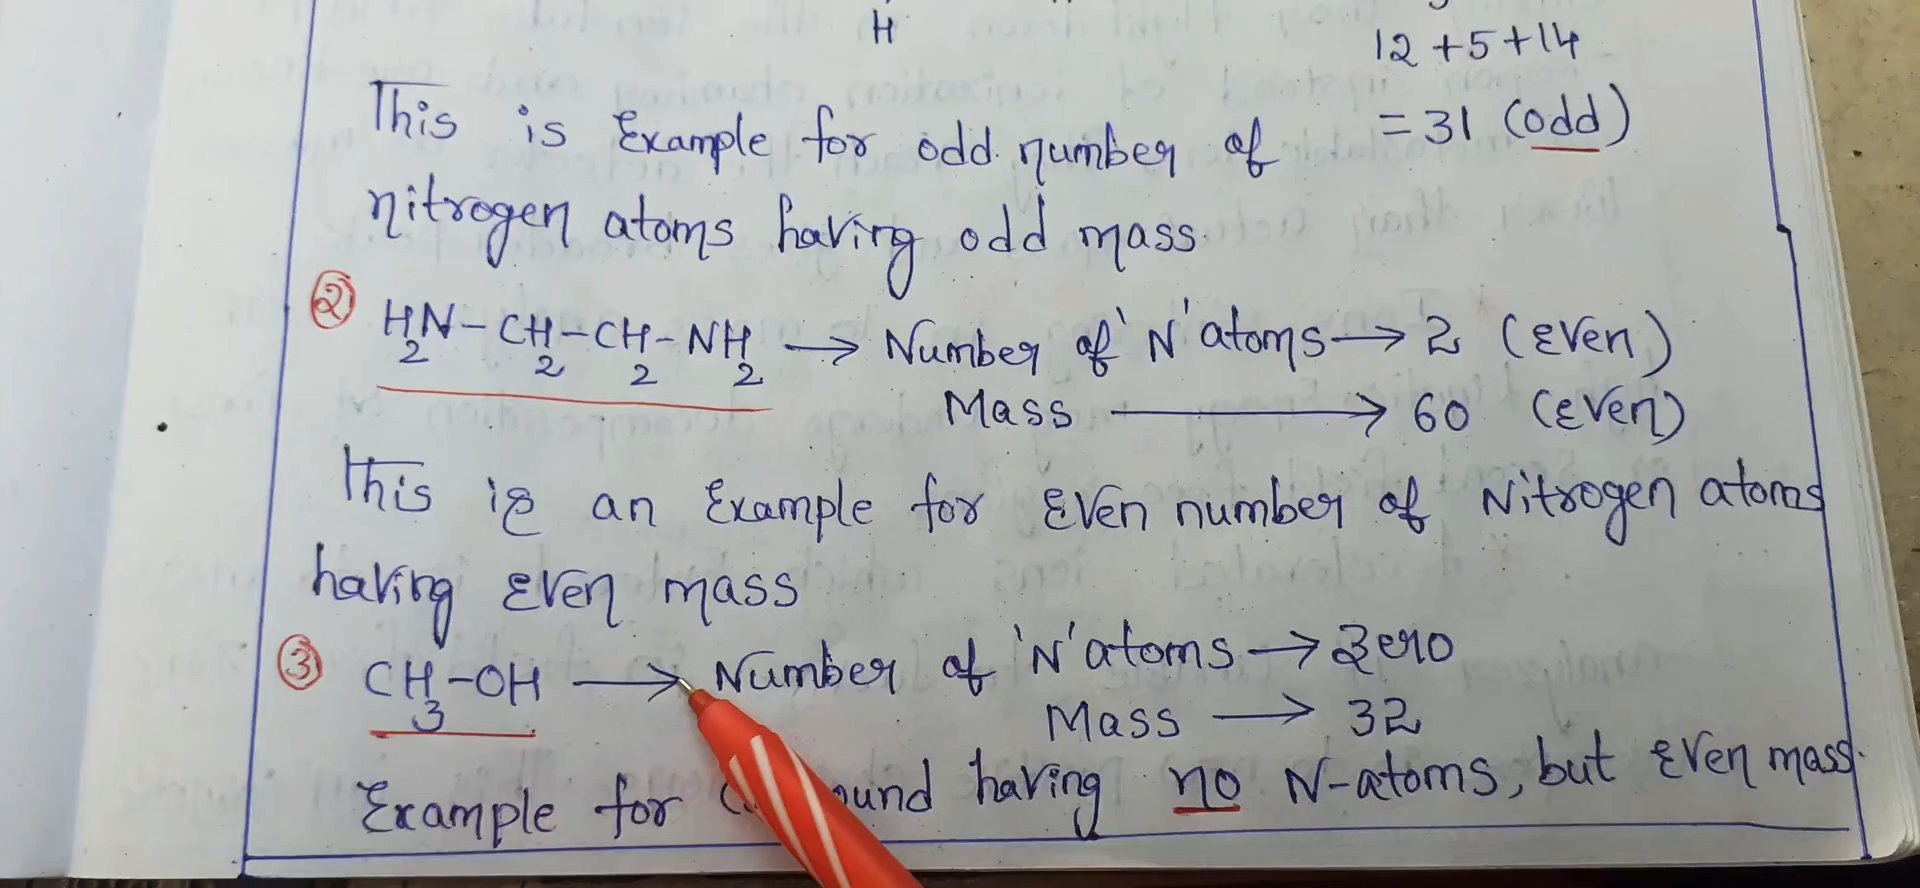 H
12 +5+14
This is Example for odd number of = 31 (odd)
nitrogen atoms having odd mass.
② H2N-CH2-CH2-NH2 → Number of 'N' atoms → 2 (Even)
Mass → 60 (Even)
This is an Example for Even number of Nitrogen atoms
having Even mass
③ CH3-OH → Number of 'N' atoms → Zero
Mass → 32
Example for having no N-atoms, but Even mass.